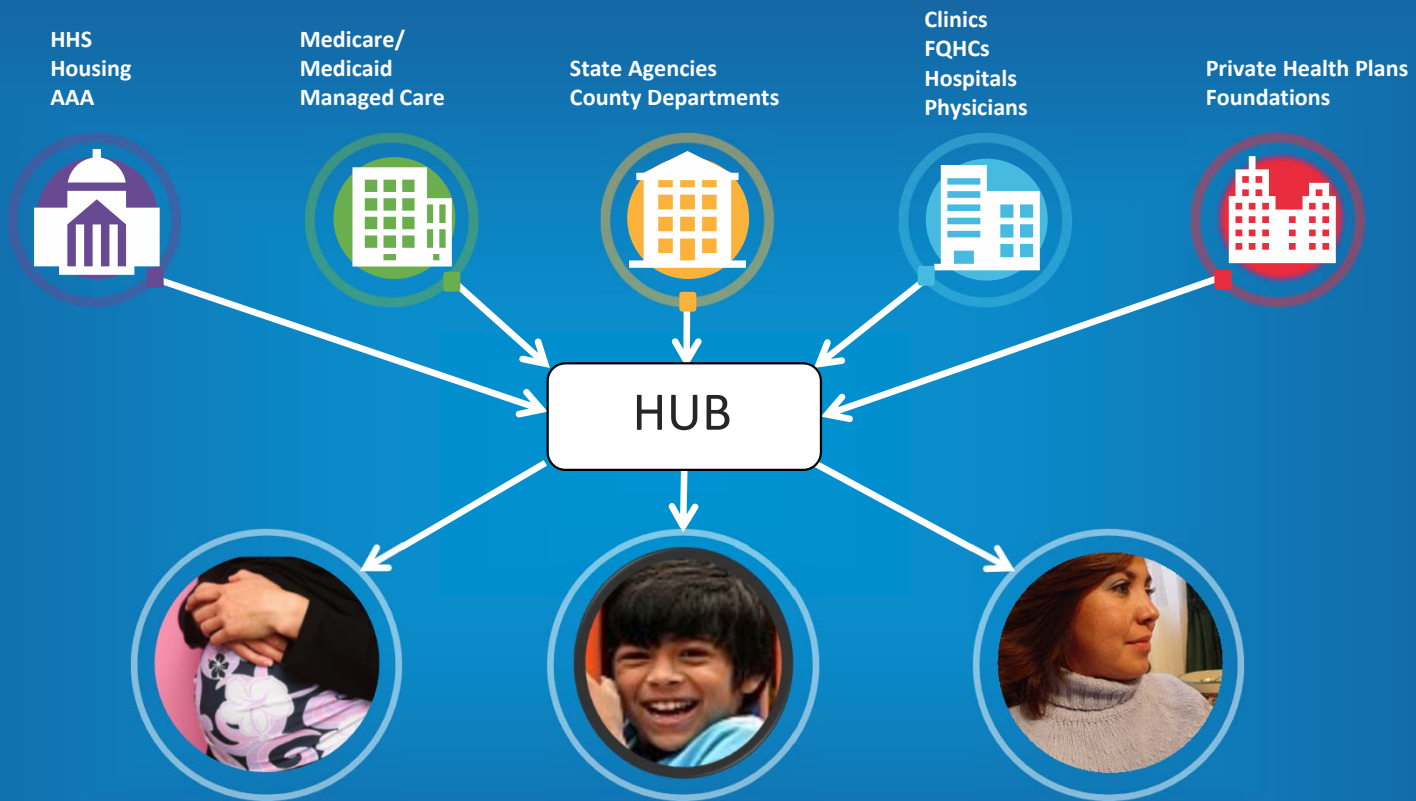 HHS
Housing
AAA
Medicare/
Medicaid
Managed Care
State Agencies
County Departments
Clinics
FQHCs
Hospitals
Physicians
Private Health Plans
Foundations
HUB